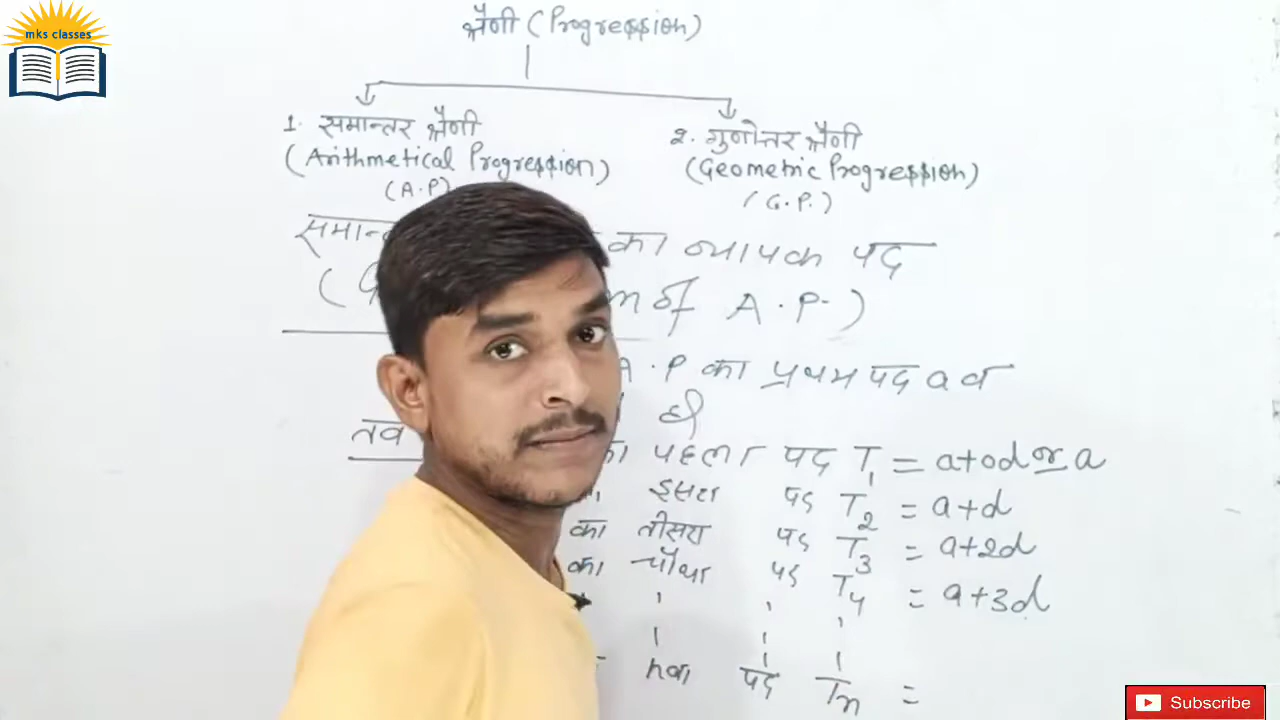 mks classes
श्रेणी (Progression)
1. समान्तर श्रेणी
(Arithmetical Progression)
(A.P)
2. गुणोत्तर श्रेणी
(Geometric Progression)
(G.P.)
का व्यापक पद
of A.P.)
A.P का प्रथम पद a व
हो
तब
का पहला पद T₁ = a+0d or a
दूसरा पद T₂ = a+d
का तीसरा पद T₃ = a+2d
का चौथा पद T₄ = a+3d
nवा पद Tn =
Subscribe